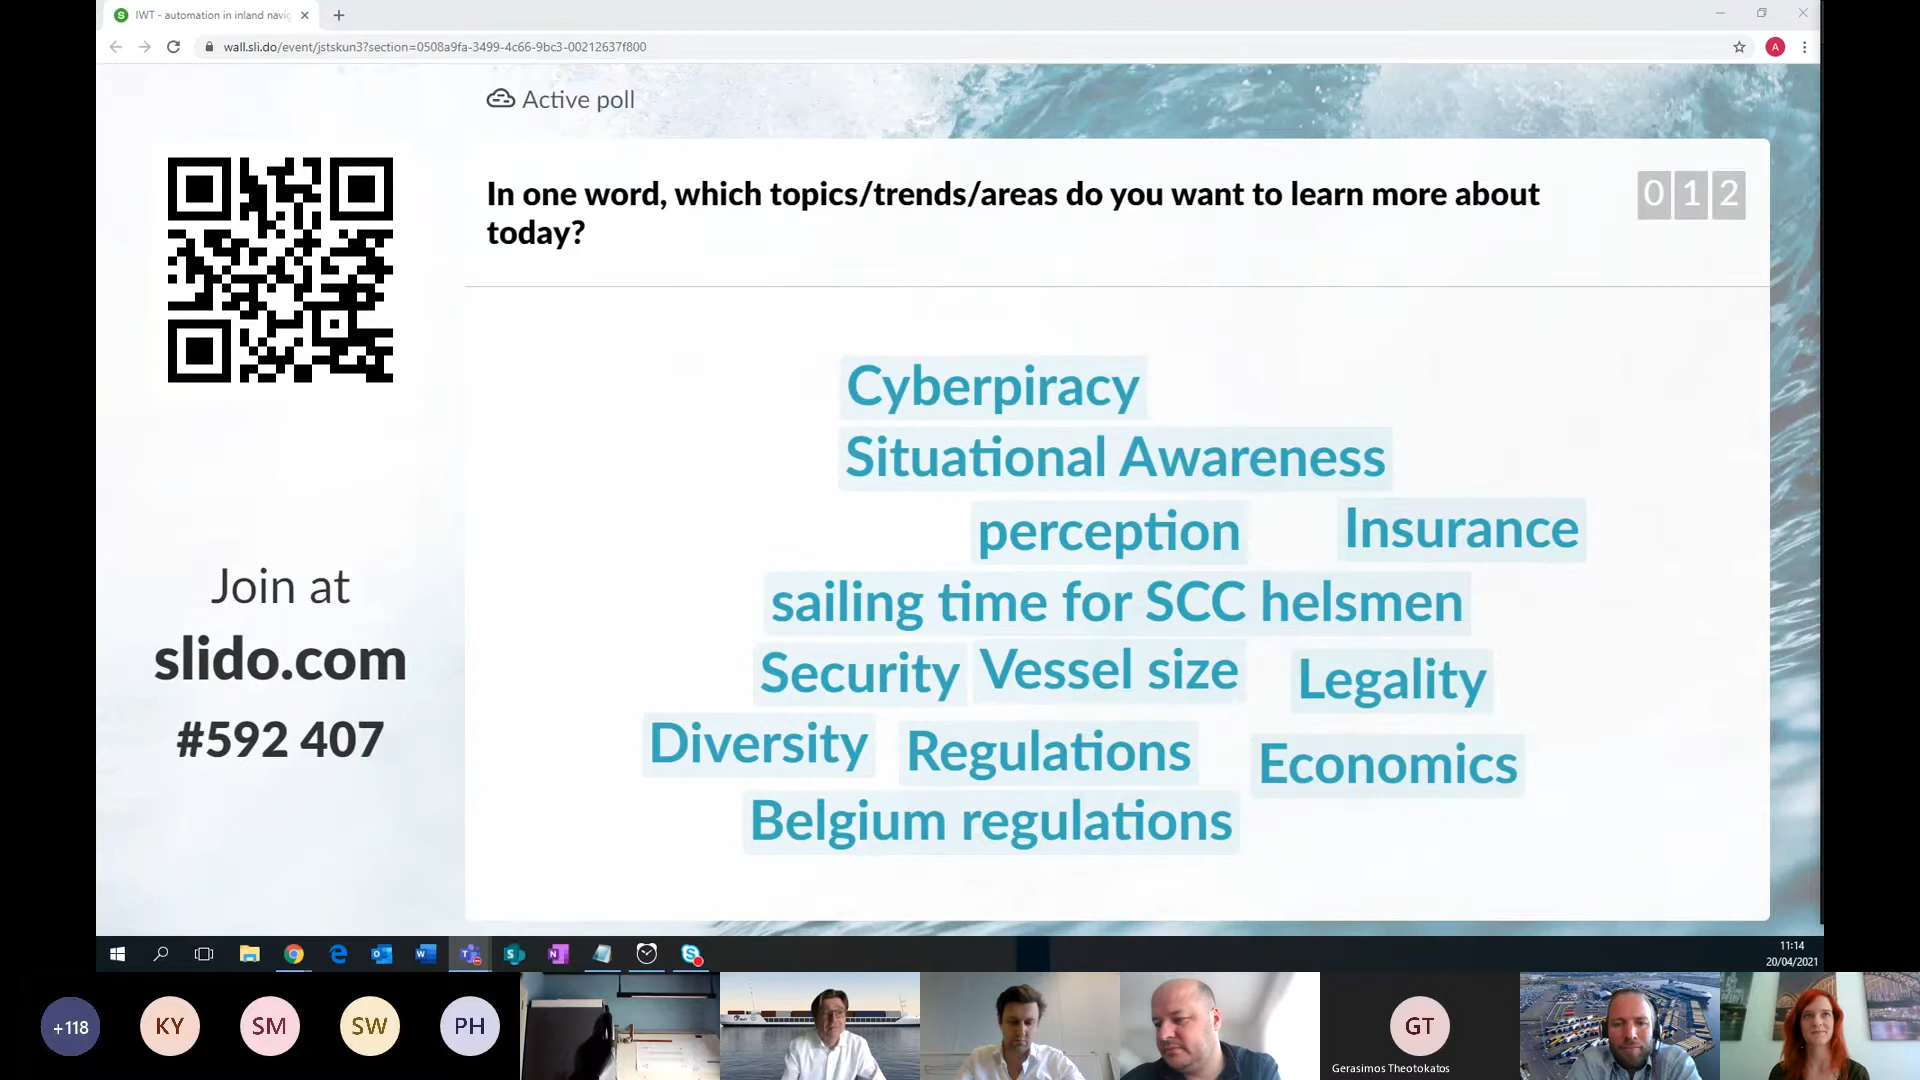 IWT - automation in inland navig
wall.sli.do/event/jstskun3?section=0508a9fa-3499-4c66-9bc3-00212637f800
A
Active poll
In one word, which topics/trends/areas do you want to learn more about
today?
012
Join at
slido.com
#592 407
Cyberpiracy
Situational Awareness
perception
Insurance
sailing time for SCC helsmen
Security
Vessel size
Legality
Diversity
Regulations
Economics
Belgium regulations
11:14
20/04/2021
+118
KY
SM
SW
PH
GT
Gerasimos Theotokatos